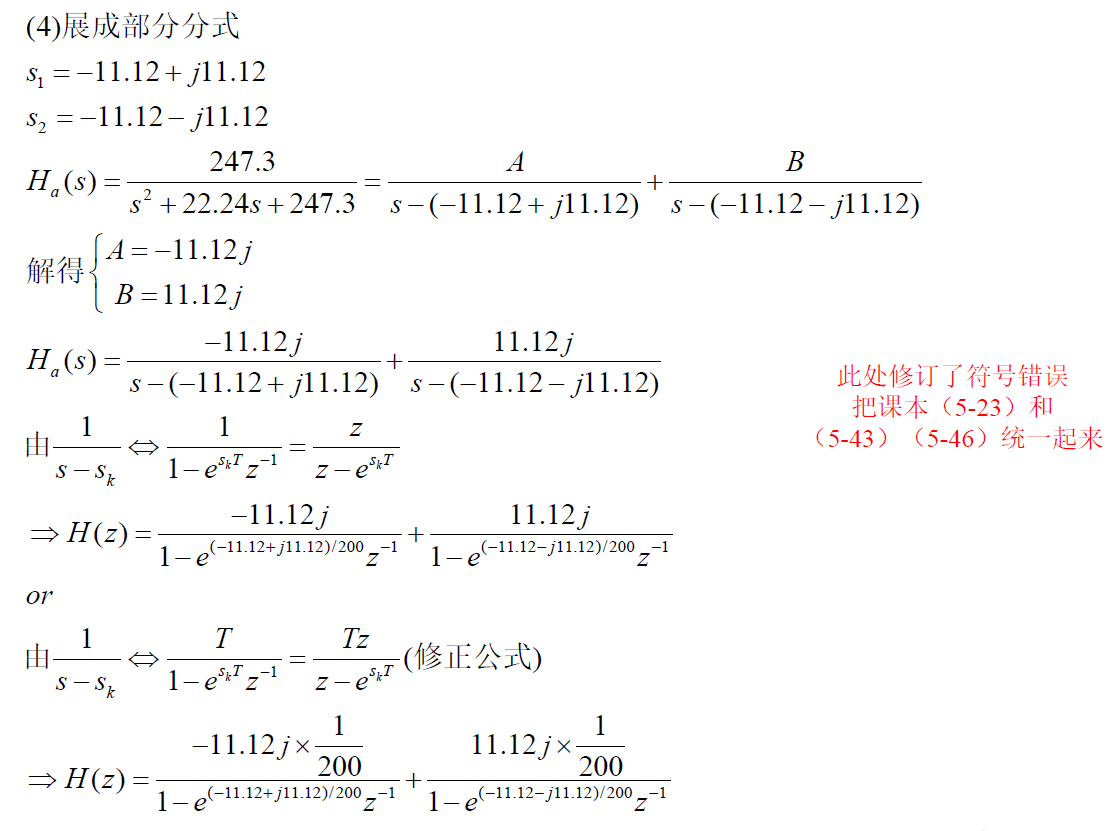 (4)展成部分分式
s₁ = −11.12 + j11.12
s₂ = −11.12 − j11.12
Hₐ(s) = 247.3 / (s² + 22.24s + 247.3) = A / (s − (−11.12 + j11.12)) + B / (s − (−11.12 − j11.12))
解得 { A = −11.12j
B = 11.12j
Hₐ(s) = −11.12j / (s − (−11.12 + j11.12)) + 11.12j / (s − (−11.12 − j11.12))
此处修订了符号错误
把课本（5-23）和
（5-43）（5-46）统一起来
由 1 / (s − s_k) ⇔ 1 / (1 − e^{s_kT} z^{−1}) = z / (z − e^{s_kT})
⇒ H(z) = −11.12j / (1 − e^{(−11.12+j11.12)/200} z^{−1}) + 11.12j / (1 − e^{(−11.12−j11.12)/200} z^{−1})
or
由 1 / (s − s_k) ⇔ T / (1 − e^{s_kT} z^{−1}) = Tz / (z − e^{s_kT}) (修正公式)
⇒ H(z) = −11.12j × 1/200 / (1 − e^{(−11.12+j11.12)/200} z^{−1}) + 11.12j × 1/200 / (1 − e^{(−11.12−j11.12)/200} z^{−1})